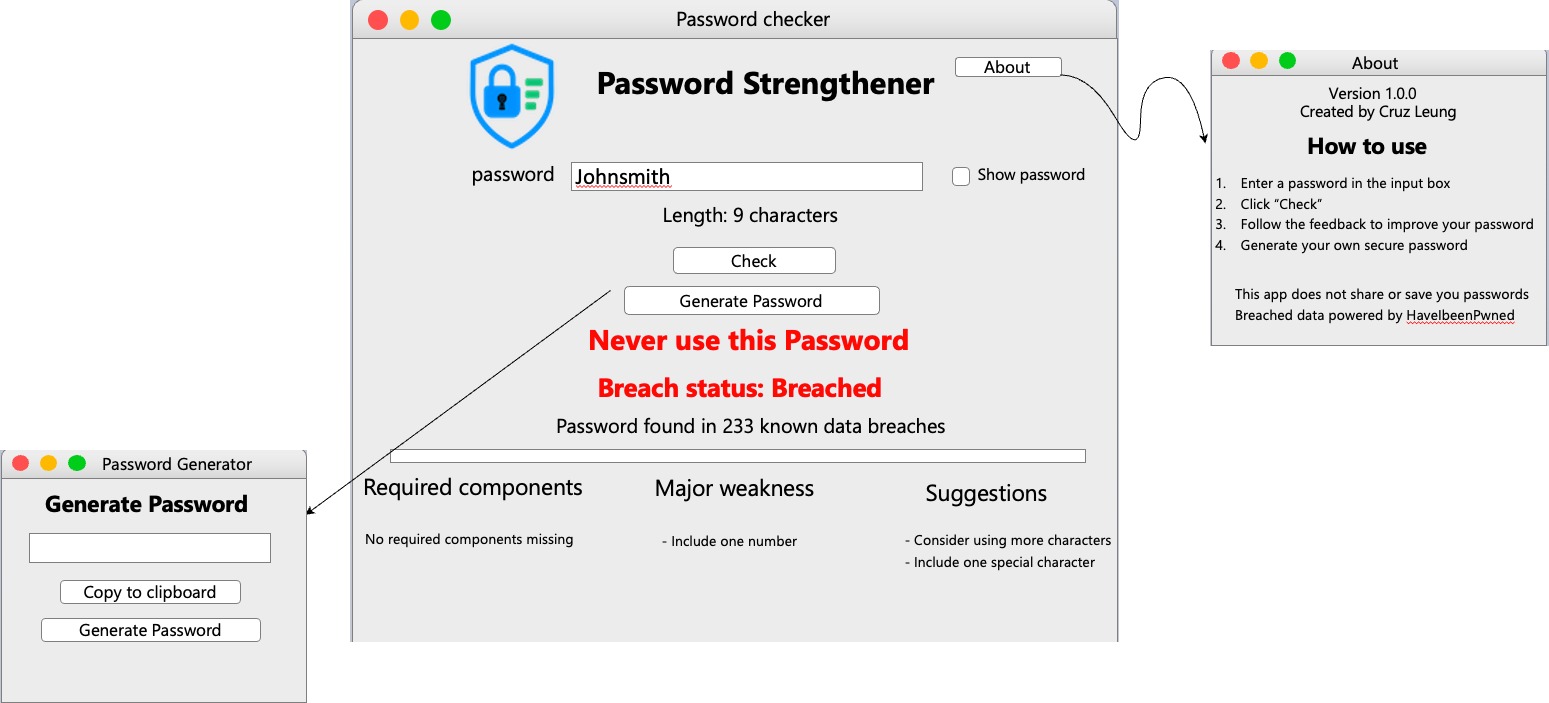 Password checker
Password Strengthener
About
password
Johnsmith
Show password
Length: 9 characters
Check
Generate Password
Never use this Password
Breach status: Breached
Password found in 233 known data breaches
Required components
Major weakness
Suggestions
No required components missing
- Include one number
- Consider using more characters
- Include one special character
About
Version 1.0.0
Created by Cruz Leung
How to use
1. Enter a password in the input box
2. Click “Check”
3. Follow the feedback to improve your password
4. Generate your own secure password
This app does not share or save you passwords
Breached data powered by HaveIbeenPwned
Password Generator
Generate Password
Copy to clipboard
Generate Password